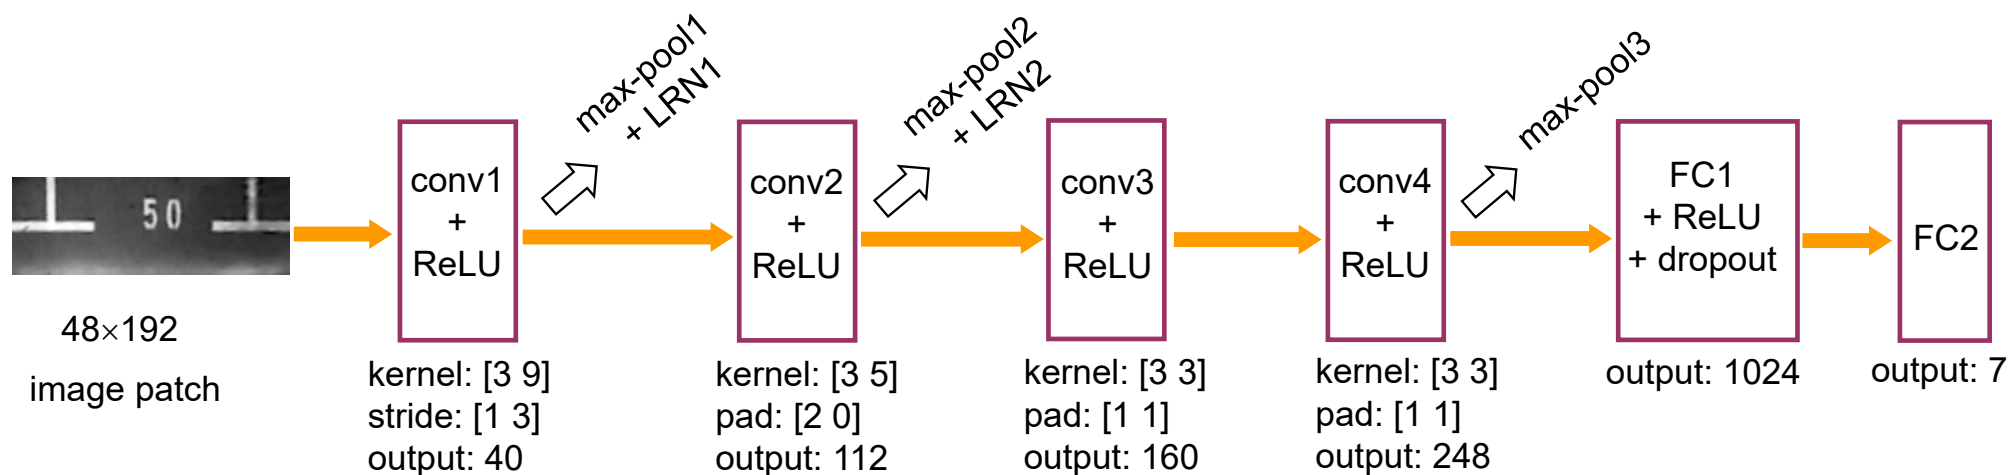 50
48×192
image patch
conv1
+
ReLU
kernel: [3 9]
stride: [1 3]
output: 40
max-pool1
+ LRN1
conv2
+
ReLU
kernel: [3 5]
pad: [2 0]
output: 112
max-pool2
+ LRN2
conv3
+
ReLU
kernel: [3 3]
pad: [1 1]
output: 160
conv4
+
ReLU
kernel: [3 3]
pad: [1 1]
output: 248
max-pool3
FC1
+ ReLU
+ dropout
output: 1024
FC2
output: 7